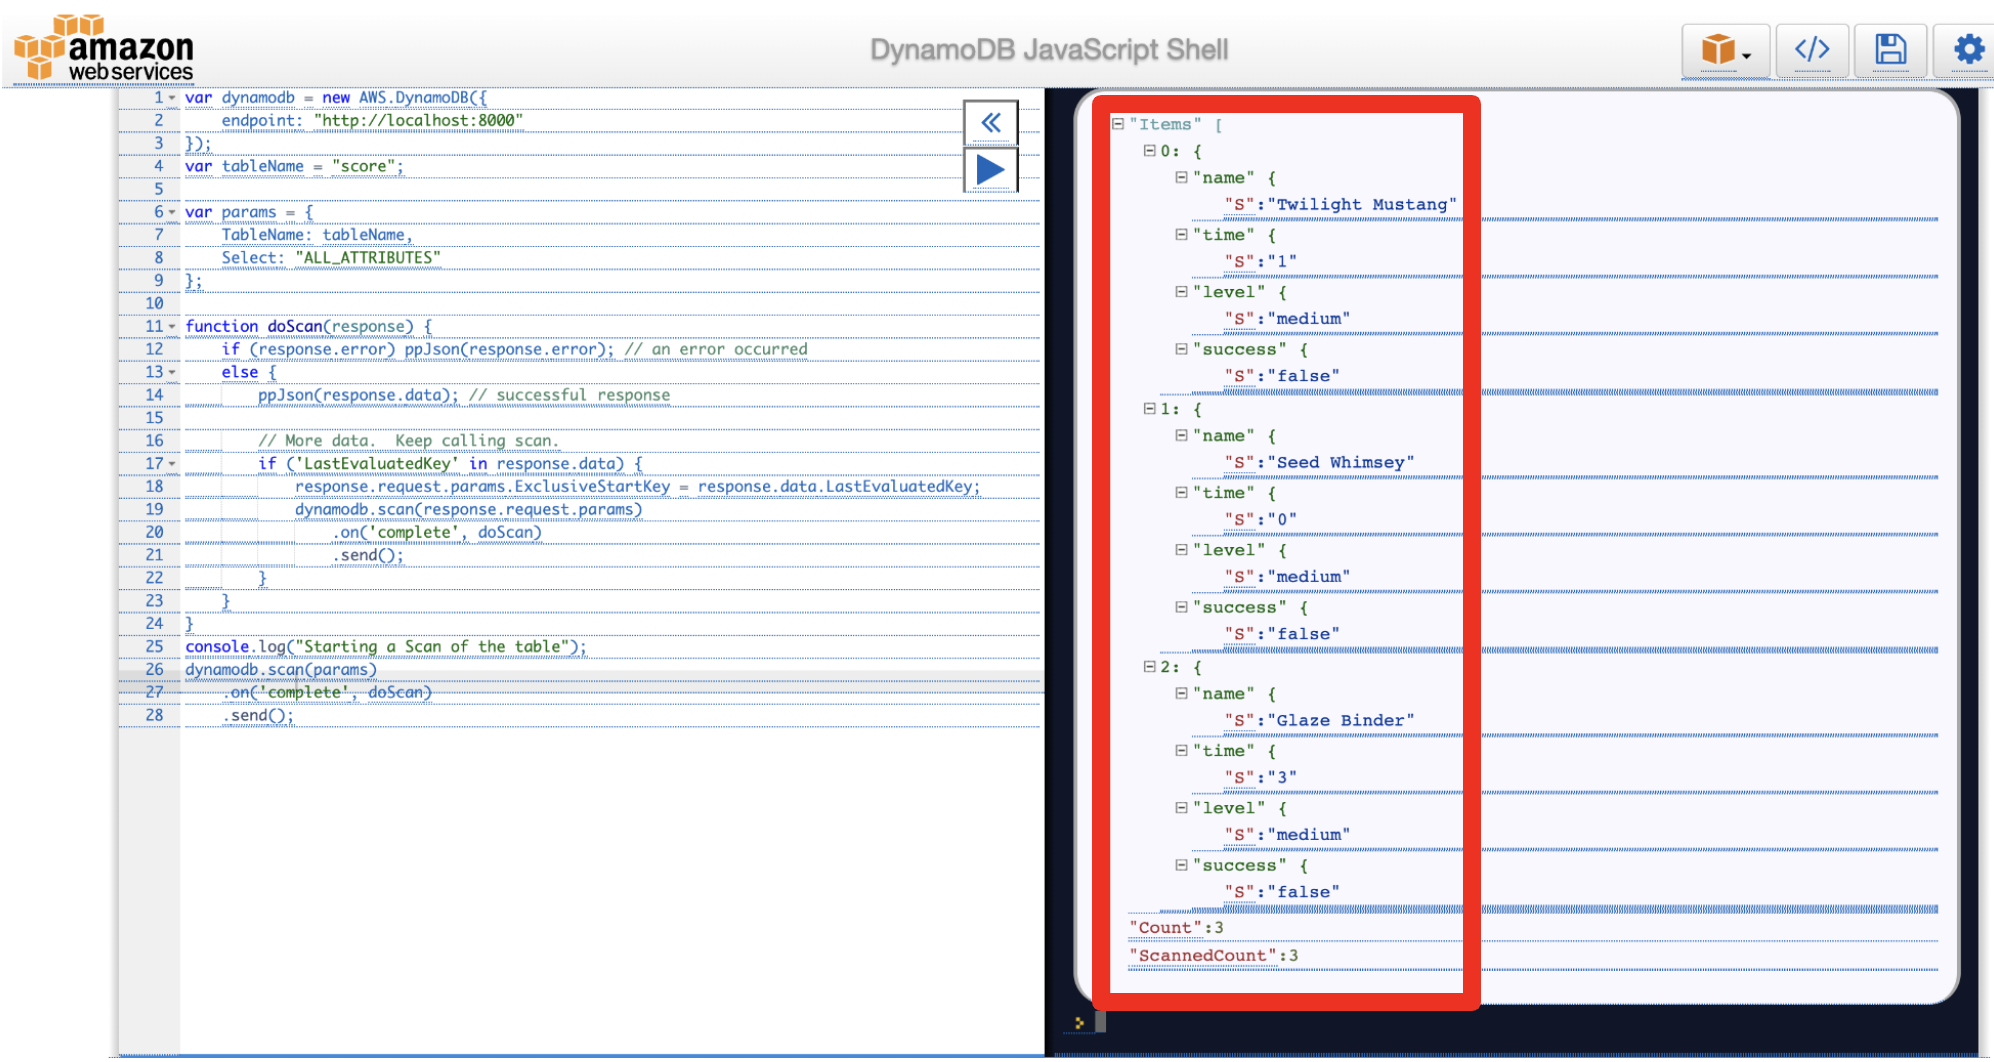 amazon
webservices
DynamoDB JavaScript Shell
</>
1 var dynamodb = new AWS.DynamoDB({
2 endpoint: "http://localhost:8000"
3 });
4 var tableName = "score";
5
6 var params = {
7 TableName: tableName,
8 Select: "ALL_ATTRIBUTES"
9 };
10
11 function doScan(response) {
12 if (response.error) ppJson(response.error); // an error occurred
13 else {
14 ppJson(response.data); // successful response
15
16 // More data.  Keep calling scan.
17 if ('LastEvaluatedKey' in response.data) {
18 response.request.params.ExclusiveStartKey = response.data.LastEvaluatedKey;
19 dynamodb.scan(response.request.params)
20 .on('complete', doScan)
21 .send();
22 }
23 }
24 }
25 console.log("Starting a Scan of the table");
26 dynamodb.scan(params)
27 .on('complete', doScan)
28 .send();
"Items" [
0: {
"name" {
"S":"Twilight Mustang"
"time" {
"S":"1"
"level" {
"S":"medium"
"success" {
"S":"false"
1: {
"name" {
"S":"Seed Whimsey"
"time" {
"S":"0"
"level" {
"S":"medium"
"success" {
"S":"false"
2: {
"name" {
"S":"Glaze Binder"
"time" {
"S":"3"
"level" {
"S":"medium"
"success" {
"S":"false"
"Count":3
"ScannedCount":3
>